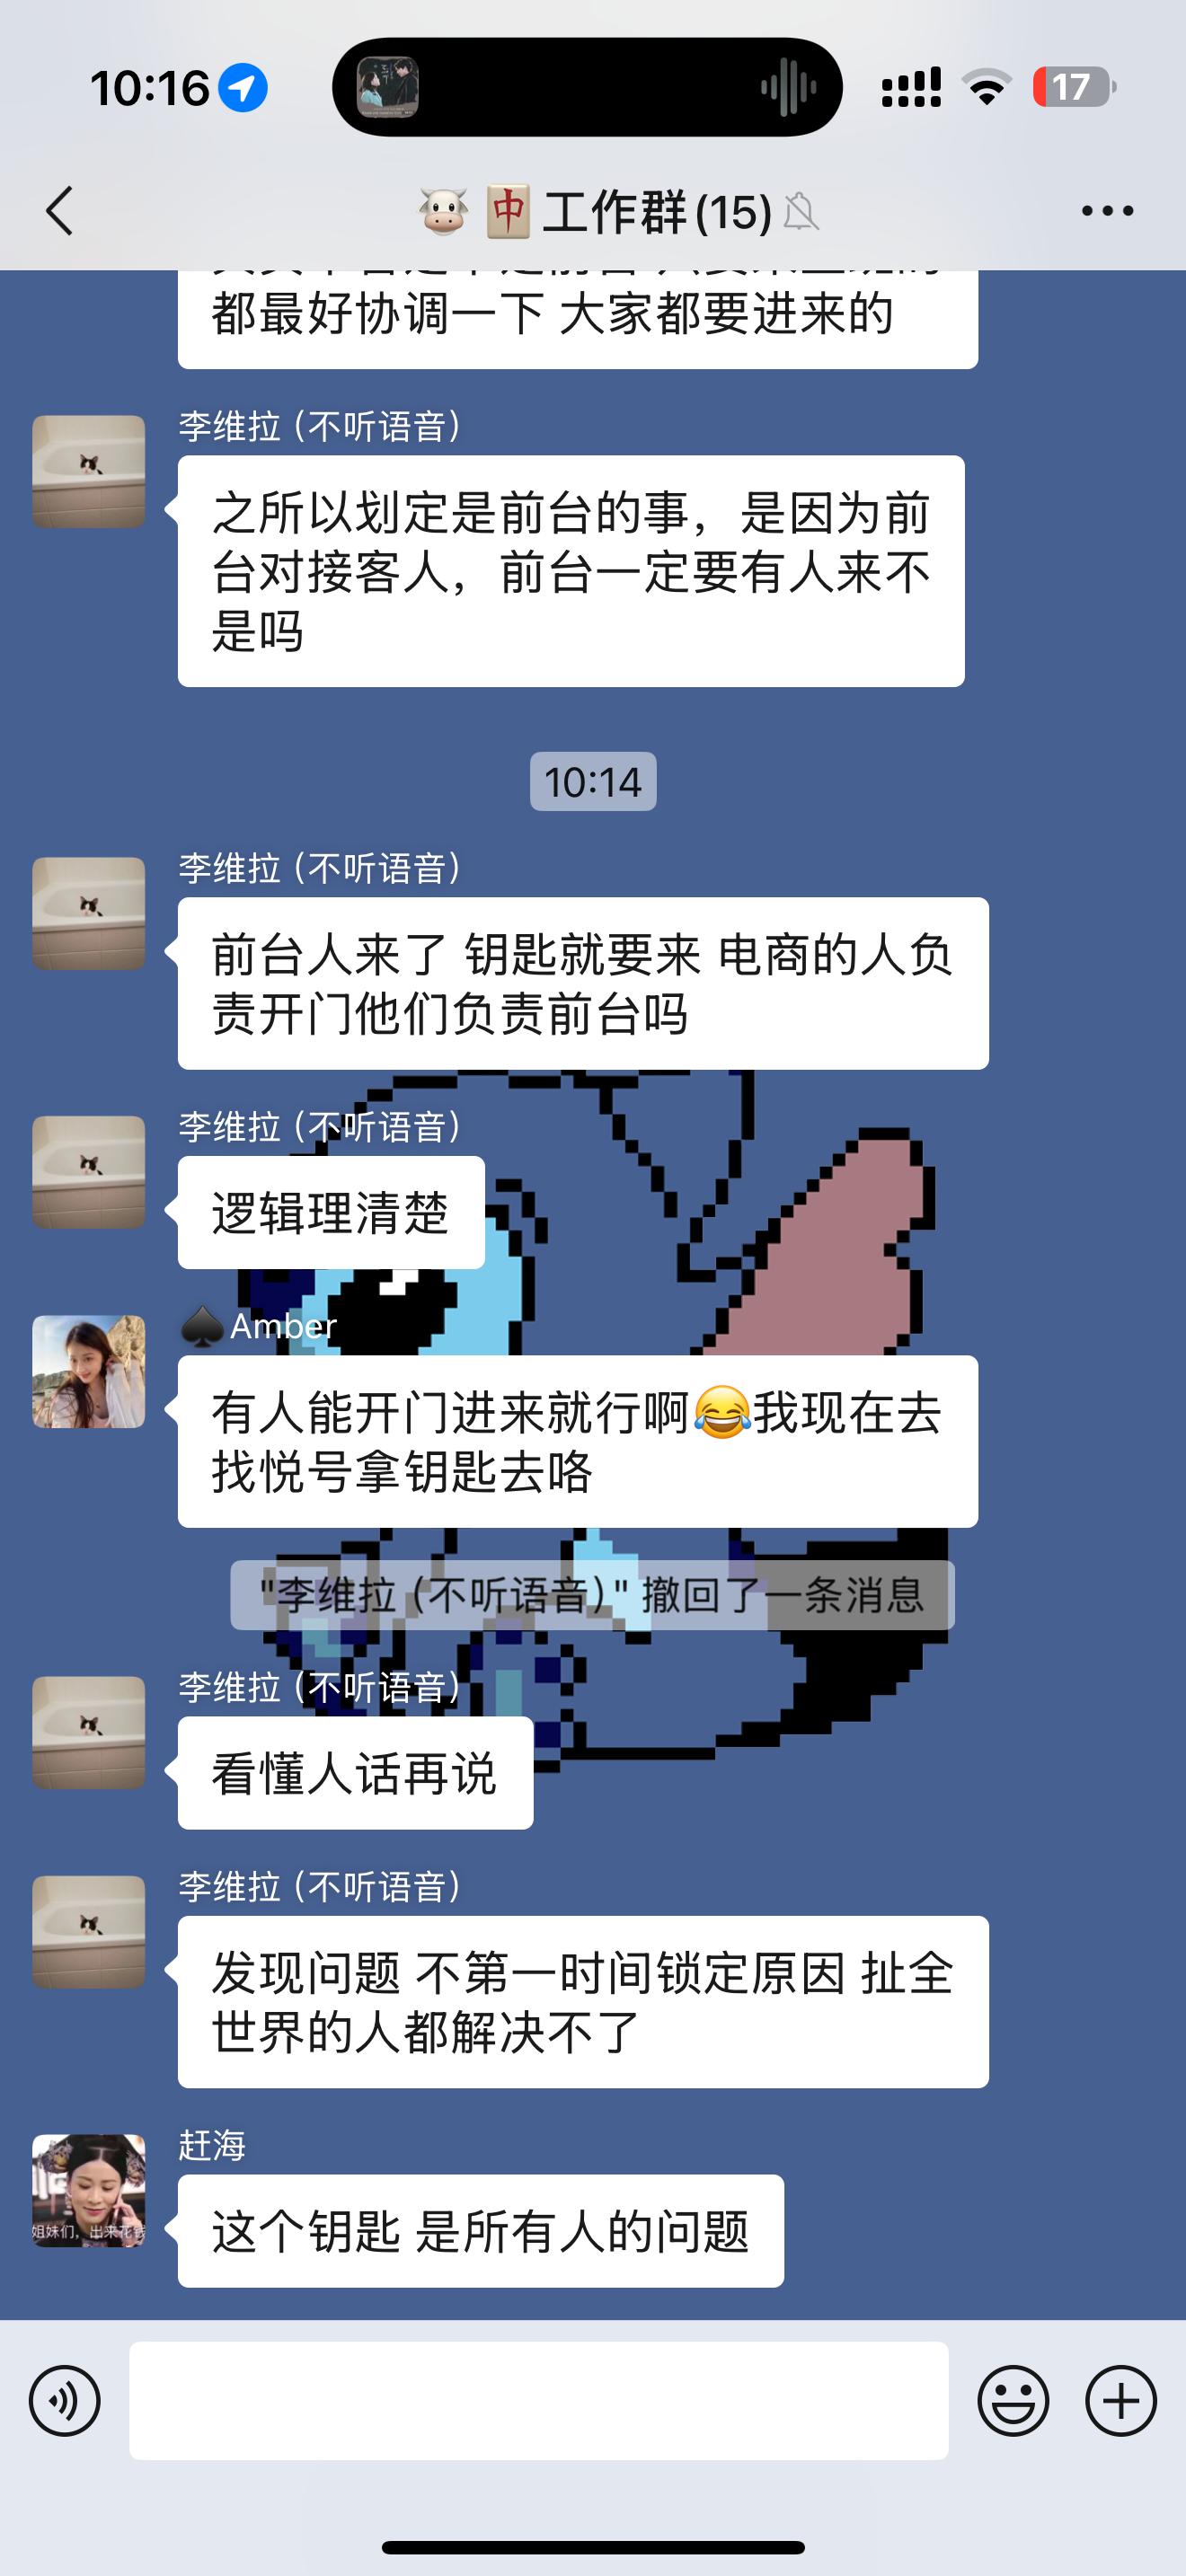 10:16
17
中 工作群(15)
都最好协调一下 大家都要进来的
李维拉 (不听语音)
之所以划定是前台的事，是因为前
台对接客人，前台一定要有人来不
是吗
10:14
李维拉 (不听语音)
前台人来了 钥匙就要来 电商的人负
责开门他们负责前台吗
李维拉 (不听语音)
逻辑理清楚
♠️Amber
有人能开门进来就行啊😂我现在去
找悦号拿钥匙去咯
"李维拉 (不听语音)" 撤回了一条消息
李维拉 (不听语音)
看懂人话再说
李维拉 (不听语音)
发现问题 不第一时间锁定原因 扯全
世界的人都解决不了
赶海
姐妹们，出来花钱
这个钥匙 是所有人的问题